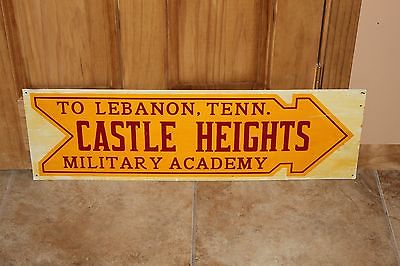 TO LEBANON, TENN.
CASTLE HEIGHTS
MILITARY ACADEMY